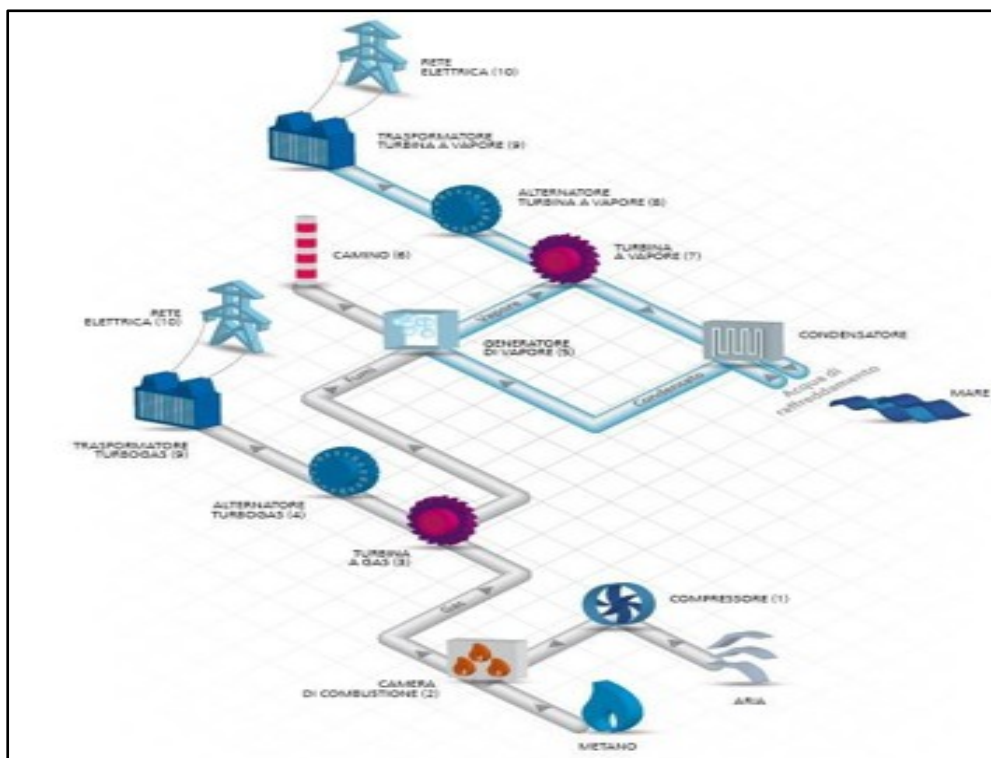 RETE
ELETTRICA (10)
TRASFORMATORE
TURBINA A VAPORE (9)
ALTERNATORE
TURBINA A VAPORE (8)
TURBINA
A VAPORE (7)
CAMINO (6)
RETE
ELETTRICA (10)
Vapore
GENERATORE
DI VAPORE (5)
CONDENSATORE
Fumi
Condensato
Acque di
raffreddamento
MARE
TRASFORMATORE
TURBOGAS (9)
ALTERNATORE
TURBOGAS (4)
TURBINA
A GAS (3)
Gas
COMPRESSORE (1)
CAMERA
DI COMBUSTIONE (2)
ARIA
METANO